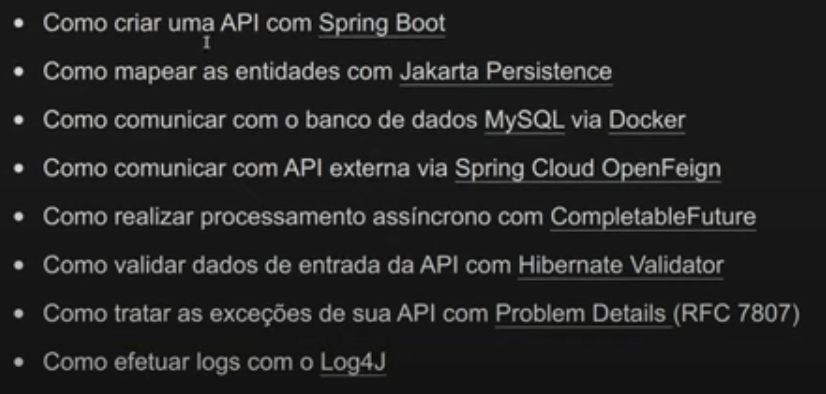 Como criar uma API com Spring Boot
Como mapear as entidades com Jakarta Persistence
Como comunicar com o banco de dados MySQL via Docker
Como comunicar com API externa via Spring Cloud OpenFeign
Como realizar processamento assíncrono com CompletableFuture
Como validar dados de entrada da API com Hibernate Validator
Como tratar as exceções de sua API com Problem Details (RFC 7807)
Como efetuar logs com o Log4J